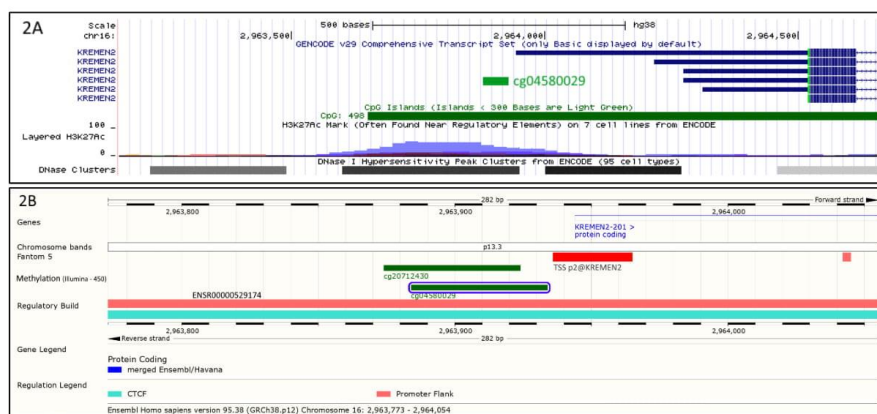 2A
Scale 500 bases hg38
chr16: 2,963,500 2,964,000 2,964,500
GENCODE v29 Comprehensive Transcript Set (only Basic displayed by default)
KREMEN2
KREMEN2
KREMEN2
KREMEN2
KREMEN2
KREMEN2
cg04580029
CpG Islands (Islands < 300 Bases are Light Green)
CpG: 498
H3K27Ac Mark (Often Found Near Regulatory Elements) on 7 cell lines from ENCODE
100
Layered H3K27Ac
0
DNase I Hypersensitivity Peak Clusters from ENCODE (95 cell types)
DNase Clusters
2B
282 bp Forward strand
2,963,800 2,963,900 2,964,000
Genes
KREMEN2-201 >
protein coding
Chromosome bands p13.3
Fantom 5
TSS p2@KREMEN2
Methylation (Illumina - 450)
cg20712430
cg04580029
ENSR00000529174
Regulatory Build
2,963,800 2,963,900 2,964,000
Reverse strand 282 bp
Gene Legend
Protein Coding
merged Ensembl/Havana
Regulation Legend
CTCF Promoter Flank
Ensembl Homo sapiens version 95.38 (GRCh38.p12) Chromosome 16: 2,963,773 - 2,964,054